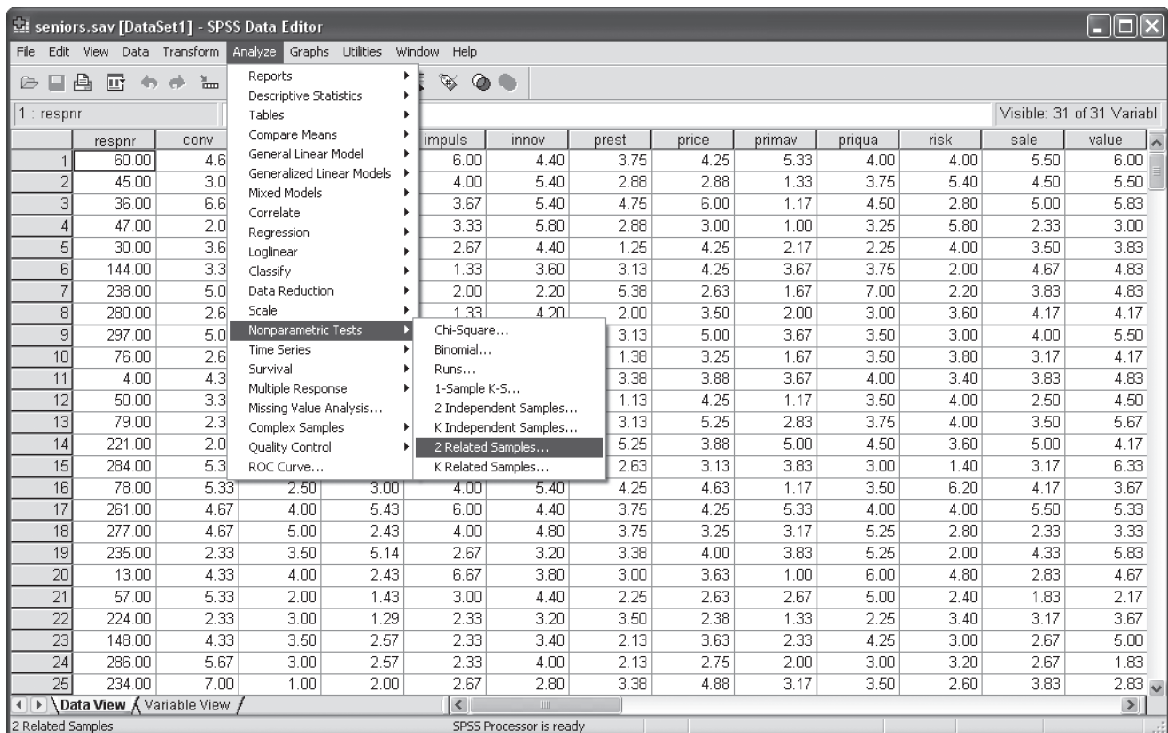 seniors.sav [DataSet1] - SPSS Data Editor
File Edit View Data Transform Analyze Graphs Utilities Window Help
1 : respnr Visible: 31 of 31 Variabl
Reports
Descriptive Statistics
Tables
Compare Means
General Linear Model
Generalized Linear Models
Mixed Models
Correlate
Regression
Loglinear
Classify
Data Reduction
Scale
Nonparametric Tests
Time Series
Survival
Multiple Response
Missing Value Analysis...
Complex Samples
Quality Control
ROC Curve...
Chi-Square...
Binomial...
Runs...
1-Sample K-S...
2 Independent Samples...
K Independent Samples...
2 Related Samples...
K Related Samples...
respnr conv impuls innov prest price primav priqua risk sale value
1 60.00 4.6 6.00 4.40 3.75 4.25 5.33 4.00 4.00 5.50 6.00
2 45.00 3.0 4.00 5.40 2.88 2.88 1.33 3.75 5.40 4.50 5.50
3 36.00 6.6 3.67 5.40 4.75 6.00 1.17 4.50 2.80 5.00 5.83
4 47.00 2.0 3.33 5.80 2.88 3.00 1.00 3.25 5.80 2.33 3.00
5 30.00 3.6 2.67 4.40 1.25 4.25 2.17 2.25 4.00 3.50 3.83
6 144.00 3.3 1.33 3.60 3.13 4.25 3.67 3.75 2.00 4.67 4.83
7 238.00 5.0 2.00 2.20 5.38 2.63 1.67 7.00 2.20 3.83 4.83
8 280.00 2.6 1.33 4.20 2.00 3.50 2.00 3.00 3.60 4.17 4.17
9 297.00 5.0 3.13 5.00 3.67 3.50 3.00 4.00 5.50
10 76.00 2.6 1.38 3.25 1.67 3.50 3.80 3.17 4.17
11 4.00 4.3 3.38 3.88 3.67 4.00 3.40 3.83 4.83
12 50.00 3.3 1.13 4.25 1.17 3.50 4.00 2.50 4.50
13 79.00 2.3 3.13 5.25 2.83 3.75 4.00 3.50 5.67
14 221.00 2.0 5.25 3.88 5.00 4.50 3.60 5.00 4.17
15 284.00 5.3 2.63 3.13 3.83 3.00 1.40 3.17 6.33
16 78.00 5.33 2.50 3.00 4.00 5.40 4.25 4.63 1.17 3.50 6.20 4.17 3.67
17 261.00 4.67 4.00 5.43 6.00 4.40 3.75 4.25 5.33 4.00 4.00 5.50 5.33
18 277.00 4.67 5.00 2.43 4.00 4.80 3.75 3.25 3.17 5.25 2.80 2.33 3.33
19 235.00 2.33 3.50 5.14 2.67 3.20 3.38 4.00 3.83 5.25 2.00 4.33 5.83
20 13.00 4.33 4.00 2.43 6.67 3.80 3.00 3.63 1.00 6.00 4.80 2.83 4.67
21 57.00 5.33 2.00 1.43 3.00 4.40 2.25 2.63 2.67 5.00 2.40 1.83 2.17
22 224.00 2.33 3.00 1.29 2.33 3.20 3.50 2.38 1.33 2.25 3.40 3.17 3.67
23 148.00 4.33 3.50 2.57 2.33 3.40 2.13 3.63 2.33 4.25 3.00 2.67 5.00
24 286.00 5.67 3.00 2.57 2.33 4.00 2.13 2.75 2.00 3.00 3.20 2.67 1.83
25 234.00 7.00 1.00 2.00 2.67 2.80 3.38 4.88 3.17 3.50 2.60 3.83 2.83
Data View Variable View
2 Related Samples SPSS Processor is ready